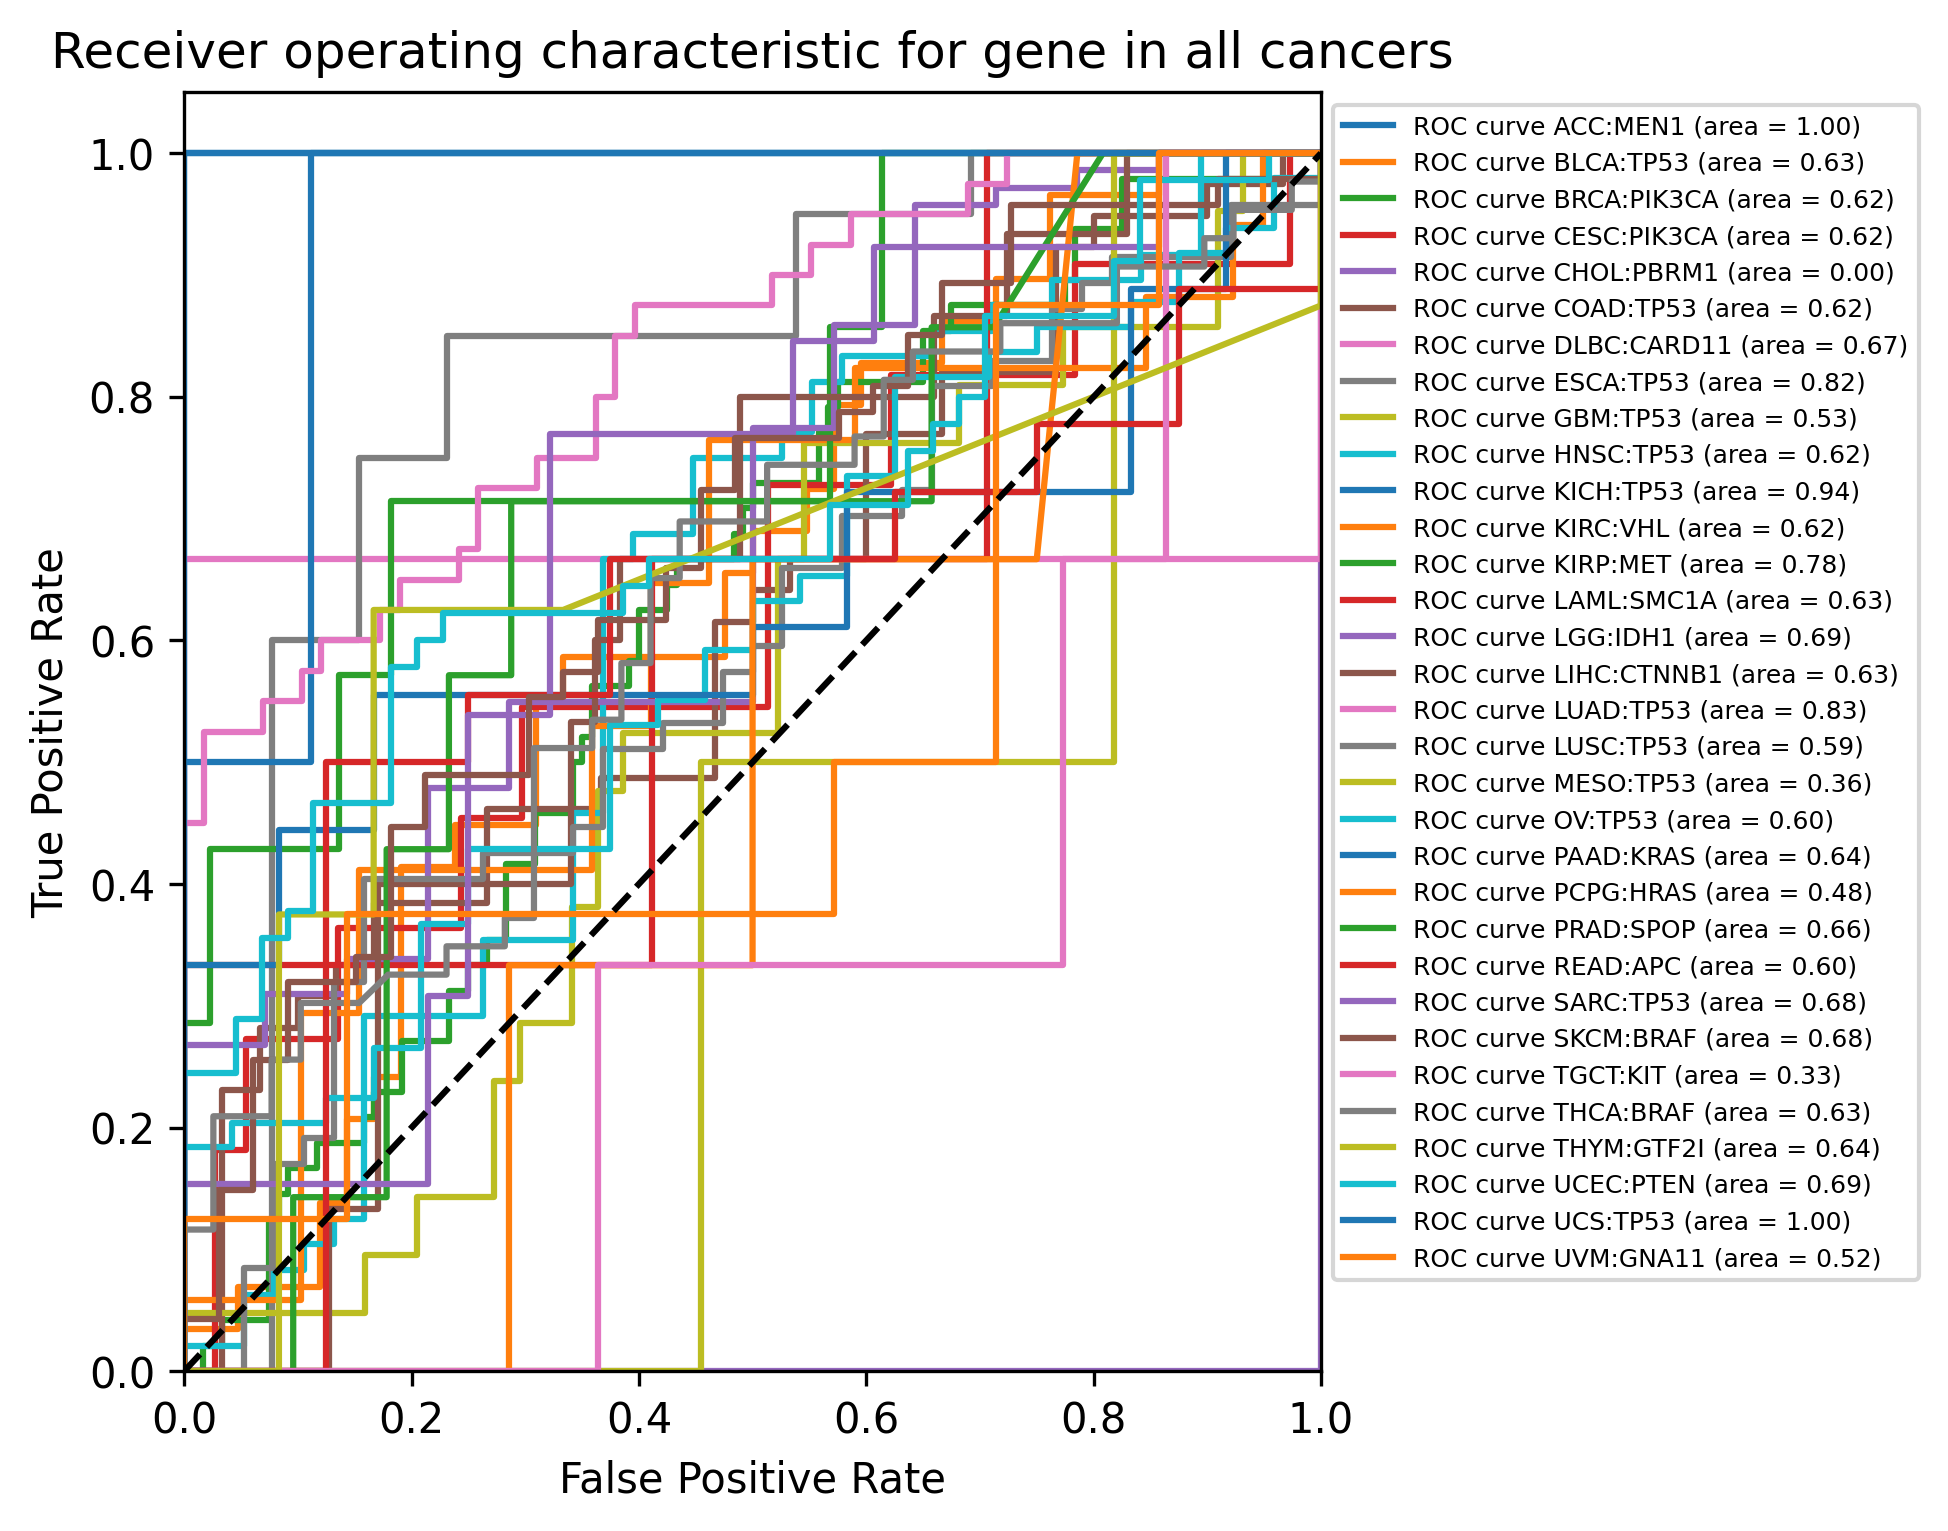 Receiver operating characteristic for gene in all cancers
True Positive Rate
1.0
0.8
0.6
0.4
0.2
0.0
0.0 0.2 0.4 0.6 0.8 1.0
False Positive Rate
ROC curve ACC:MEN1 (area = 1.00)
ROC curve BLCA:TP53 (area = 0.63)
ROC curve BRCA:PIK3CA (area = 0.62)
ROC curve CESC:PIK3CA (area = 0.62)
ROC curve CHOL:PBRM1 (area = 0.00)
ROC curve COAD:TP53 (area = 0.62)
ROC curve DLBC:CARD11 (area = 0.67)
ROC curve ESCA:TP53 (area = 0.82)
ROC curve GBM:TP53 (area = 0.53)
ROC curve HNSC:TP53 (area = 0.62)
ROC curve KICH:TP53 (area = 0.94)
ROC curve KIRC:VHL (area = 0.62)
ROC curve KIRP:MET (area = 0.78)
ROC curve LAML:SMC1A (area = 0.63)
ROC curve LGG:IDH1 (area = 0.69)
ROC curve LIHC:CTNNB1 (area = 0.63)
ROC curve LUAD:TP53 (area = 0.83)
ROC curve LUSC:TP53 (area = 0.59)
ROC curve MESO:TP53 (area = 0.36)
ROC curve OV:TP53 (area = 0.60)
ROC curve PAAD:KRAS (area = 0.64)
ROC curve PCPG:HRAS (area = 0.48)
ROC curve PRAD:SPOP (area = 0.66)
ROC curve READ:APC (area = 0.60)
ROC curve SARC:TP53 (area = 0.68)
ROC curve SKCM:BRAF (area = 0.68)
ROC curve TGCT:KIT (area = 0.33)
ROC curve THCA:BRAF (area = 0.63)
ROC curve THYM:GTF2I (area = 0.64)
ROC curve UCEC:PTEN (area = 0.69)
ROC curve UCS:TP53 (area = 1.00)
ROC curve UVM:GNA11 (area = 0.52)